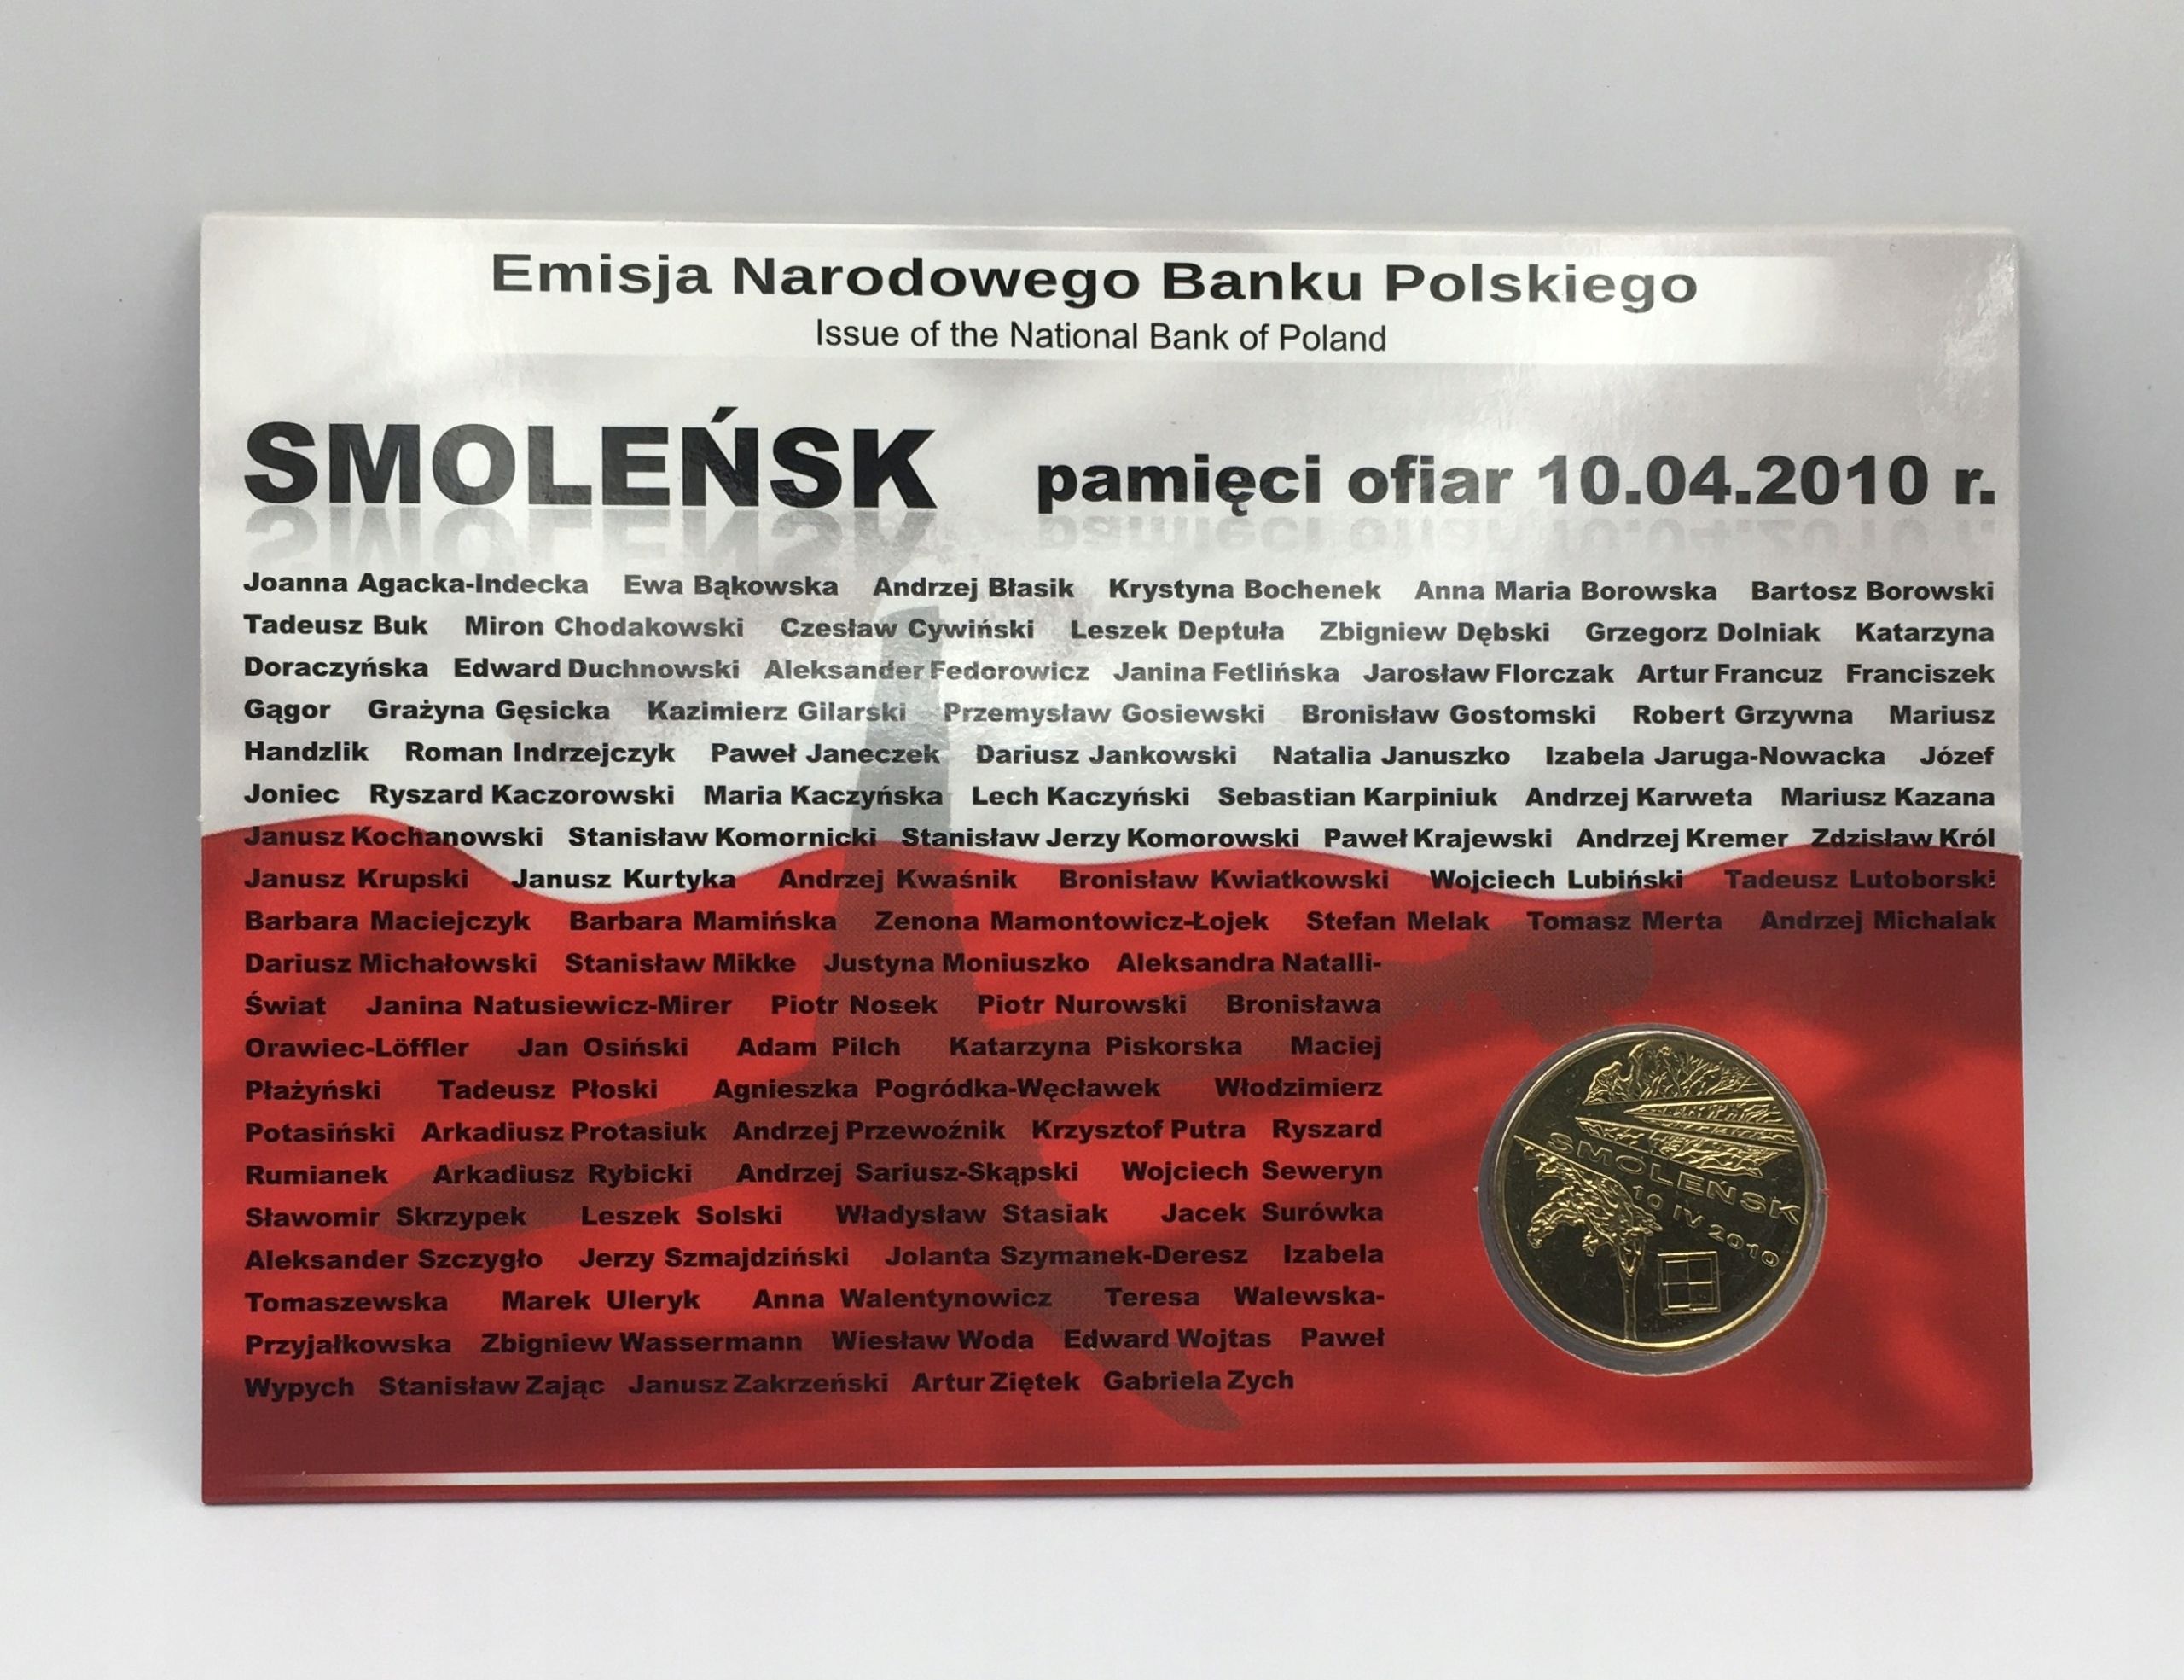 Emisja Narodowego Banku Polskiego
Issue of the National Bank of Poland
SMOLEŃSK pamięci ofiar 10.04.2010 r.
Joanna Agacka-Indecka Ewa Bąkowska Andrzej Błasik Krystyna Bochenek Anna Maria Borowska Bartosz Borowski
Tadeusz Buk Miron Chodakowski Czesław Cywiński Leszek Deptuła Zbigniew Dębski Grzegorz Dolniak Katarzyna
Doraczyńska Edward Duchnowski Aleksander Fedorowicz Janina Fetlińska Jarosław Florczak Artur Francuz Franciszek
Gągor Grażyna Gęsicka Kazimierz Gilarski Przemysław Gosiewski Bronisław Gostomski Robert Grzywna Mariusz
Handzlik Roman Indrzejczyk Paweł Janeczek Dariusz Jankowski Natalia Januszko Izabela Jaruga-Nowacka Józef
Joniec Ryszard Kaczorowski Maria Kaczyńska Lech Kaczyński Sebastian Karpiniuk Andrzej Karweta Mariusz Kazana
Janusz Kochanowski Stanisław Komornicki Stanisław Jerzy Komorowski Paweł Krajewski Andrzej Kremer Zdzisław Król
Janusz Krupski Janusz Kurtyka Andrzej Kwaśnik Bronisław Kwiatkowski Wojciech Lubiński Tadeusz Lutoborski
Barbara Maciejczyk Barbara Mamińska Zenona Mamontowicz-Łojek Stefan Melak Tomasz Merta Andrzej Michalak
Dariusz Michałowski Stanisław Mikke Justyna Moniuszko Aleksandra Natalli-
Świat Janina Natusiewicz-Mirer Piotr Nosek Piotr Nurowski Bronisława
Orawiec-Löffler Jan Osiński Adam Pilch Katarzyna Piskorska Maciej
Płażyński Tadeusz Płoski Agnieszka Pogródka-Węcławek Włodzimierz
Potasiński Arkadiusz Protasiuk Andrzej Przewoźnik Krzysztof Putra Ryszard
Rumianek Arkadiusz Rybicki Andrzej Sariusz-Skąpski Wojciech Seweryn
Sławomir Skrzypek Leszek Solski Władysław Stasiak Jacek Surówka
Aleksander Szczygło Jerzy Szmajdziński Jolanta Szymanek-Deresz Izabela
Tomaszewska Marek Uleryk Anna Walentynowicz Teresa Walewska-
Przyjałkowska Zbigniew Wassermann Wiesław Woda Edward Wojtas Paweł
Wypych Stanisław Zając Janusz Zakrzeński Artur Ziętek Gabriela Zych
SMOLEŃSK
10 IV 2010